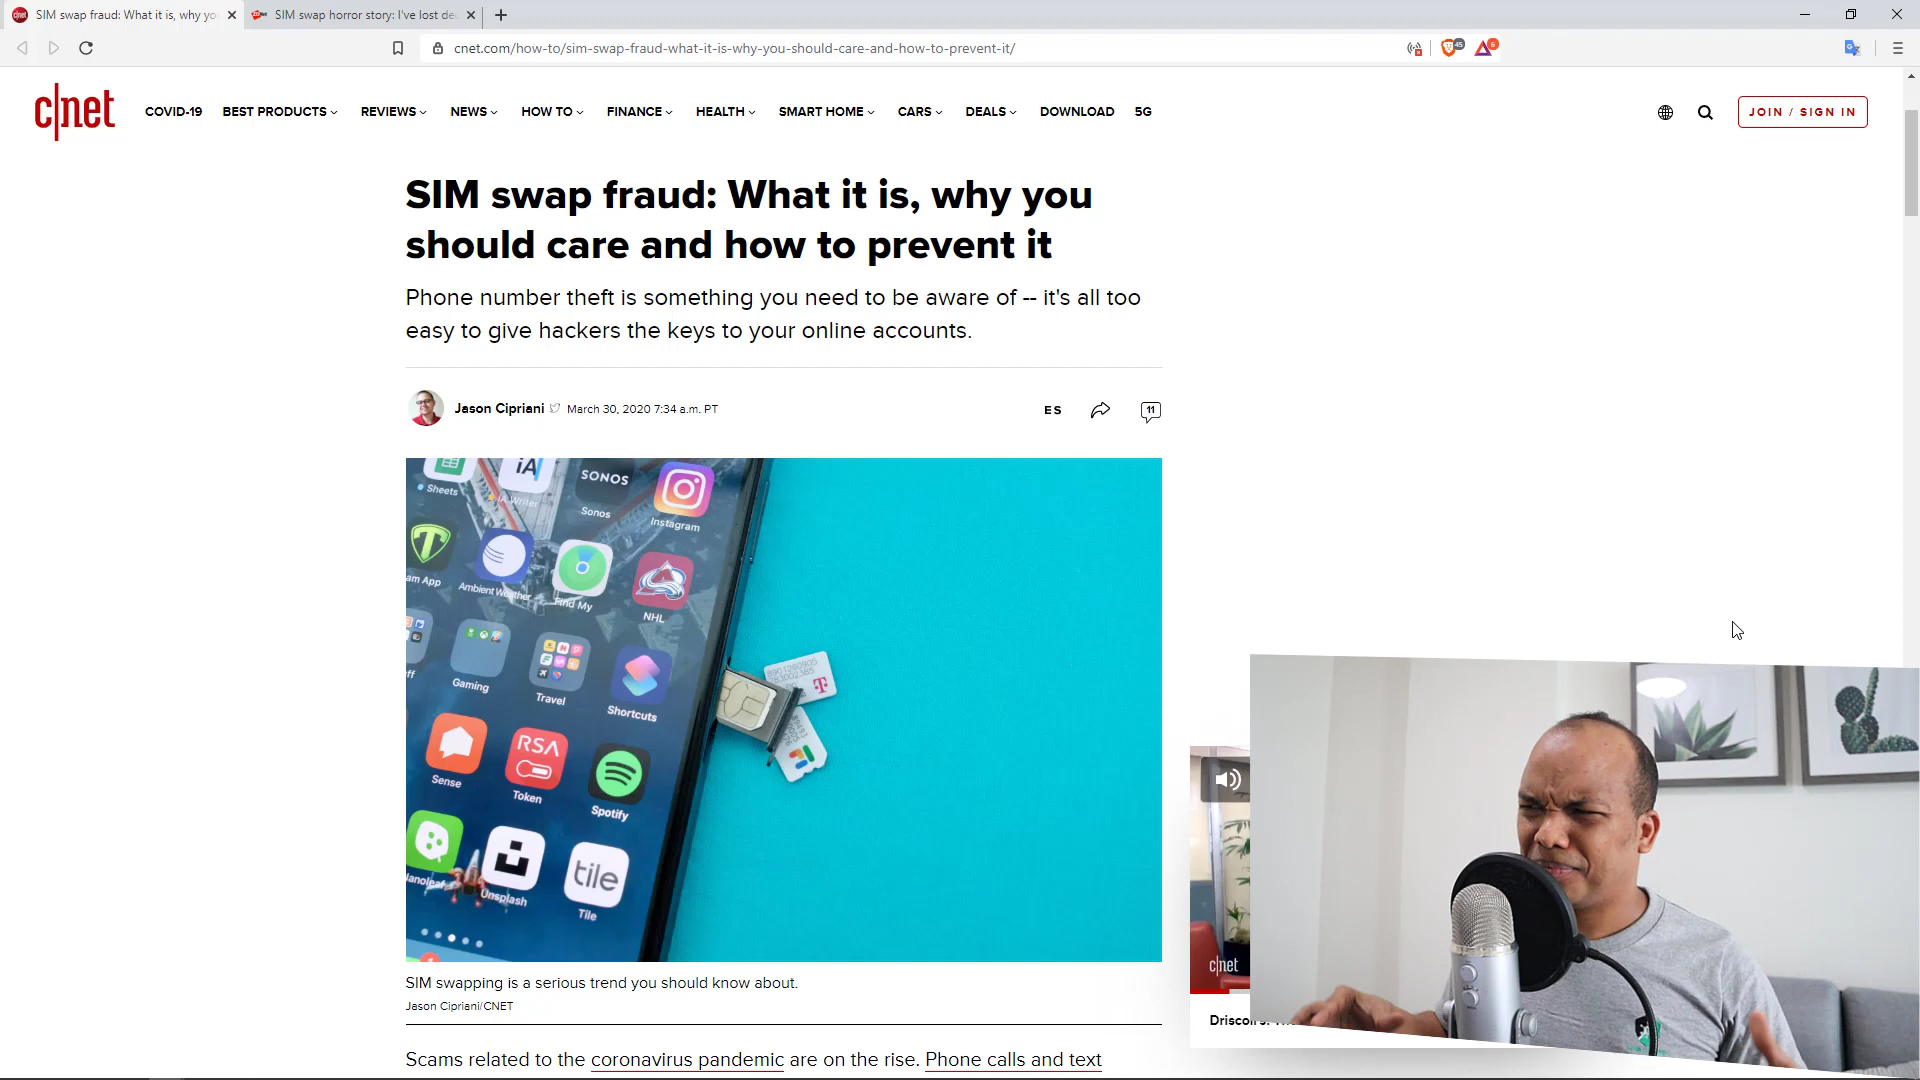 cnet
SIM swap fraud: What it is, why yo
SIM swap horror story: I've lost de
cnet.com/how-to/sim-swap-fraud-what-it-is-why-you-should-care-and-how-to-prevent-it/
45
6
c|net
COVID-19 BEST PRODUCTS REVIEWS NEWS HOW TO FINANCE HEALTH SMART HOME CARS DEALS DOWNLOAD 5G
JOIN / SIGN IN
SIM swap fraud: What it is, why you
should care and how to prevent it
Phone number theft is something you need to be aware of -- it's all too
easy to give hackers the keys to your online accounts.
Jason Cipriani March 30, 2020 7:34 a.m. PT
ES
11
iA
SONOS
Sheets
iA Writer
Sonos
Instagram
am App
Ambient Weather
Find My
NHL
ff
Gaming
Travel
Shortcuts
RSA
Sense
Token
Spotify
tile
Nanoleaf
Unsplash
Tile
T
c|net
SIM swapping is a serious trend you should know about.
Jason Cipriani/CNET
Scams related to the coronavirus pandemic are on the rise. Phone calls and text